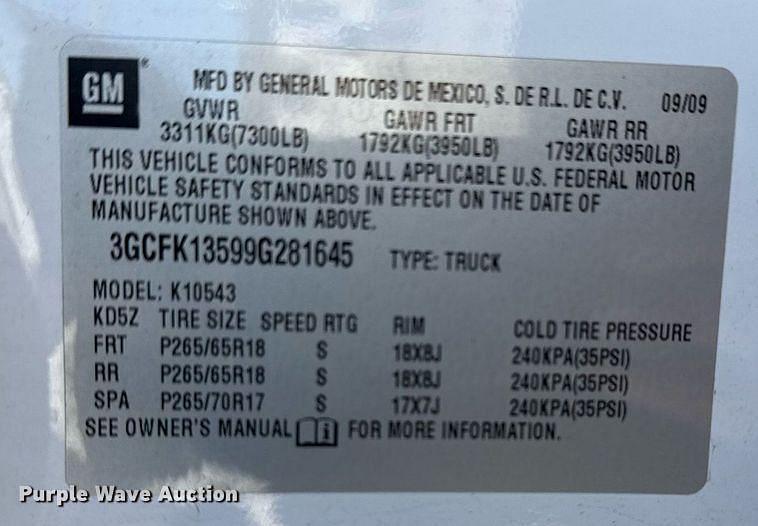 GM ® MFD BY GENERAL MOTORS DE MEXICO, S. DE R.L. DE C.V. 09/09
GVWR GAWR FRT GAWR RR
3311KG(7300LB) 1792KG(3950LB) 1792KG(3950LB)
THIS VEHICLE CONFORMS TO ALL APPLICABLE U.S. FEDERAL MOTOR
VEHICLE SAFETY STANDARDS IN EFFECT ON THE DATE OF
MANUFACTURE SHOWN ABOVE.
3GCFK13599G281645 TYPE: TRUCK
MODEL: K10543
KD5Z TIRE SIZE SPEED RTG RIM COLD TIRE PRESSURE
FRT P265/65R18 S 18X8J 240KPA(35PSI)
RR P265/65R18 S 18X8J 240KPA(35PSI)
SPA P265/70R17 S 17X7J 240KPA(35PSI)
SEE OWNER'S MANUAL i FOR MORE INFORMATION.
Purple Wave Auction